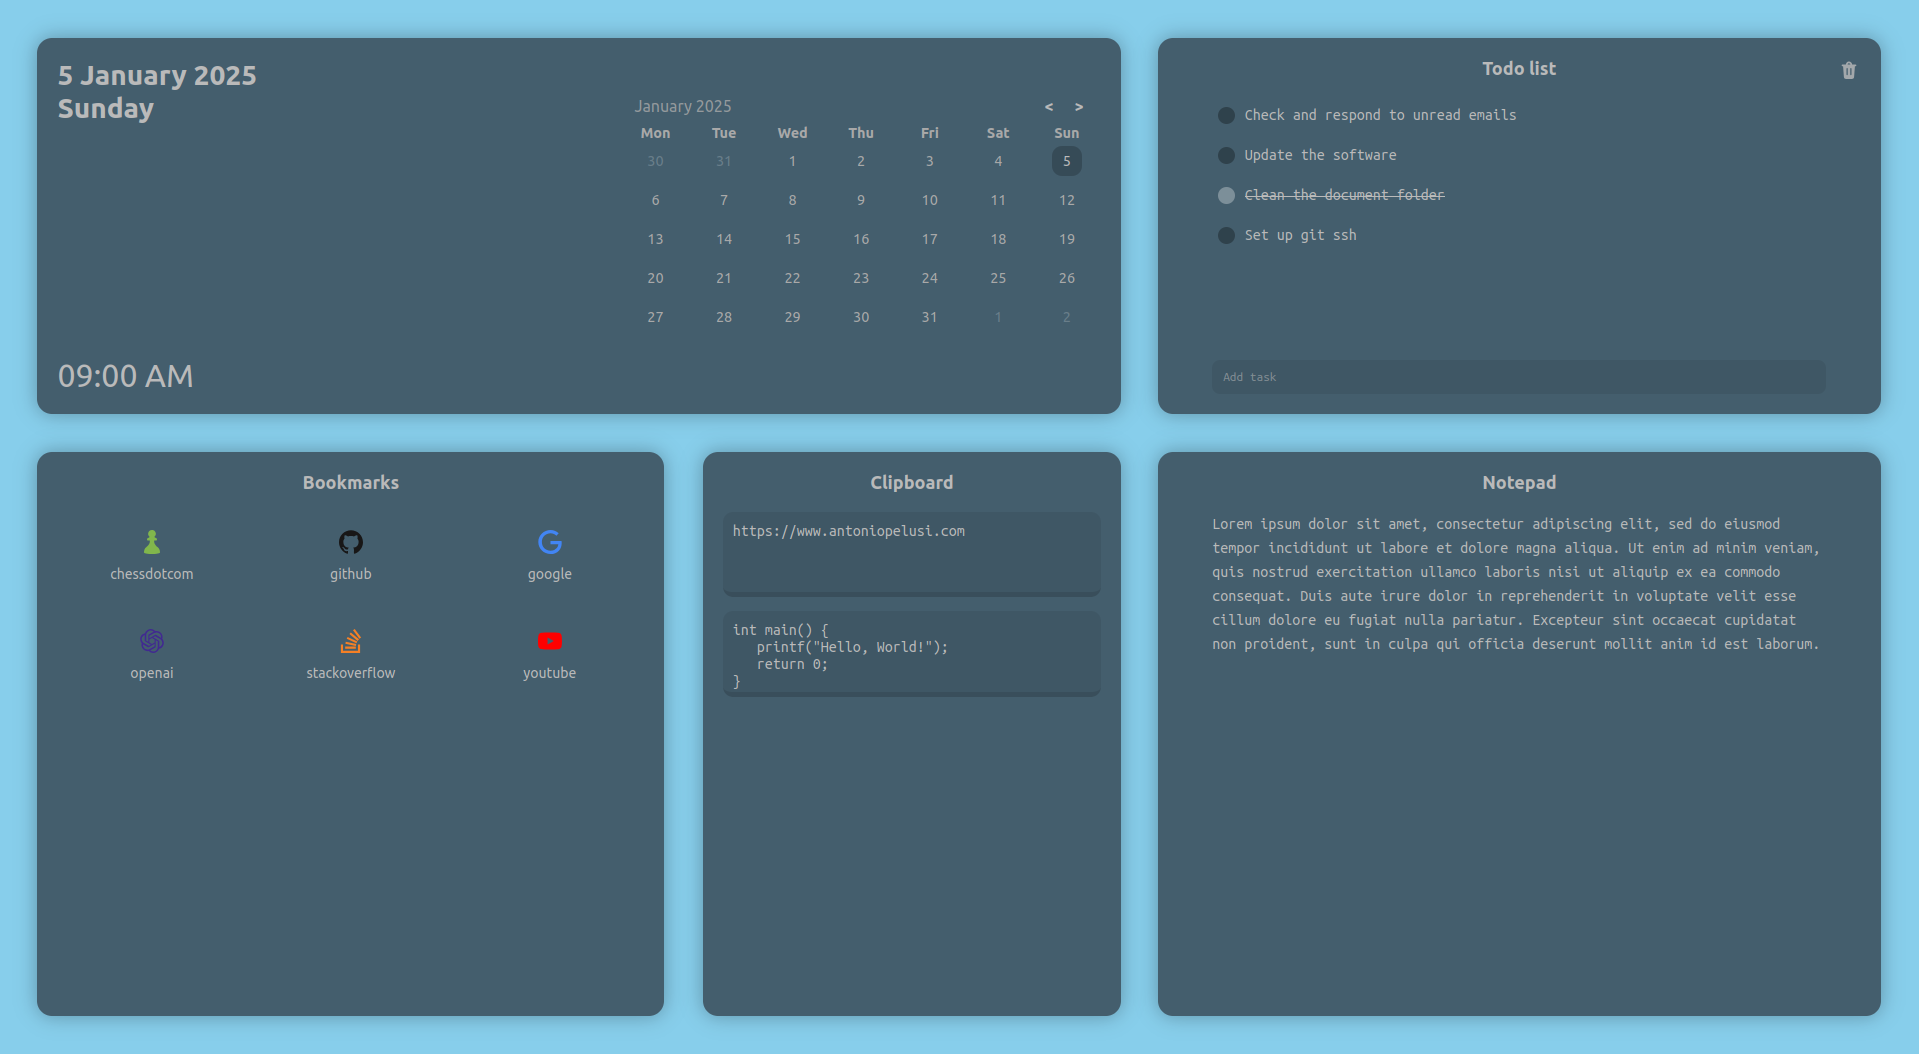 5 January 2025
Sunday
09:00 AM
January 2025 < >
Mon Tue Wed Thu Fri Sat Sun
30 31 1 2 3 4 5
6 7 8 9 10 11 12
13 14 15 16 17 18 19
20 21 22 23 24 25 26
27 28 29 30 31 1 2
Todo list
Check and respond to unread emails
Update the software
Clean the document folder
Set up git ssh
Add task
Bookmarks
chessdotcom github google
openai stackoverflow youtube
Clipboard
https://www.antoniopelusi.com
int main() {
   printf("Hello, World!");
   return 0;
}
Notepad
Lorem ipsum dolor sit amet, consectetur adipiscing elit, sed do eiusmod
tempor incididunt ut labore et dolore magna aliqua. Ut enim ad minim veniam,
quis nostrud exercitation ullamco laboris nisi ut aliquip ex ea commodo
consequat. Duis aute irure dolor in reprehenderit in voluptate velit esse
cillum dolore eu fugiat nulla pariatur. Excepteur sint occaecat cupidatat
non proident, sunt in culpa qui officia deserunt mollit anim id est laborum.